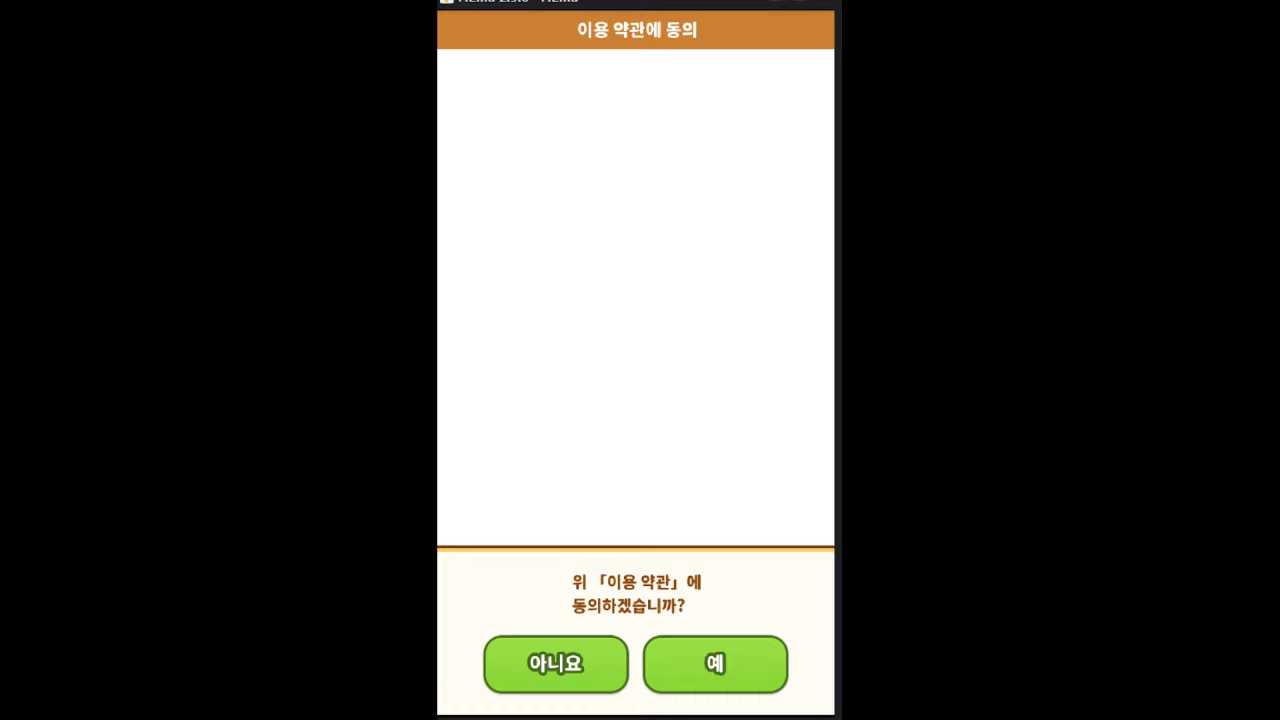 이용 약관에 동의
위 「이용 약관」에
동의하겠습니까?
아니요
예